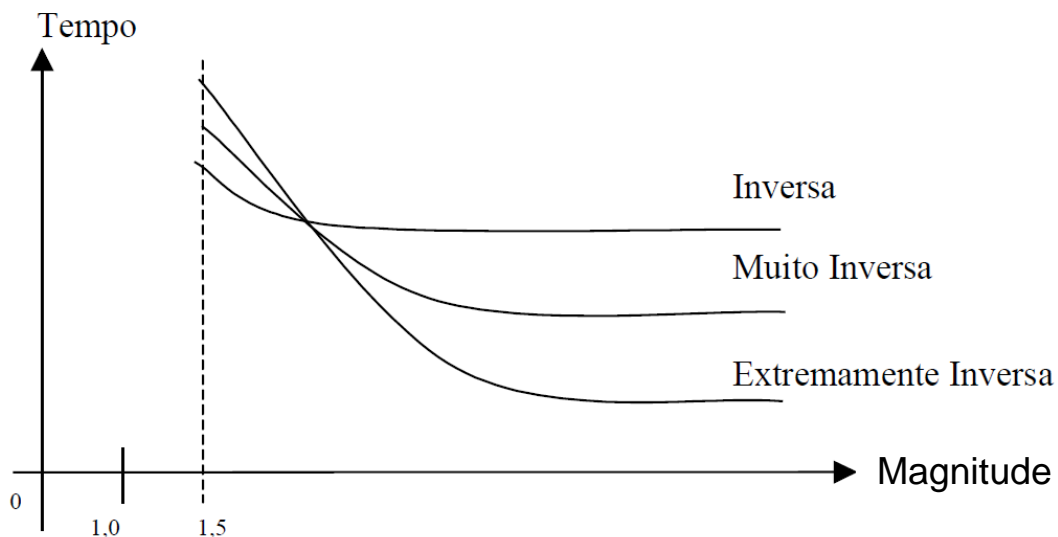 Tempo
Inversa
Muito Inversa
Extremamente Inversa
Magnitude
0
1,0
1,5